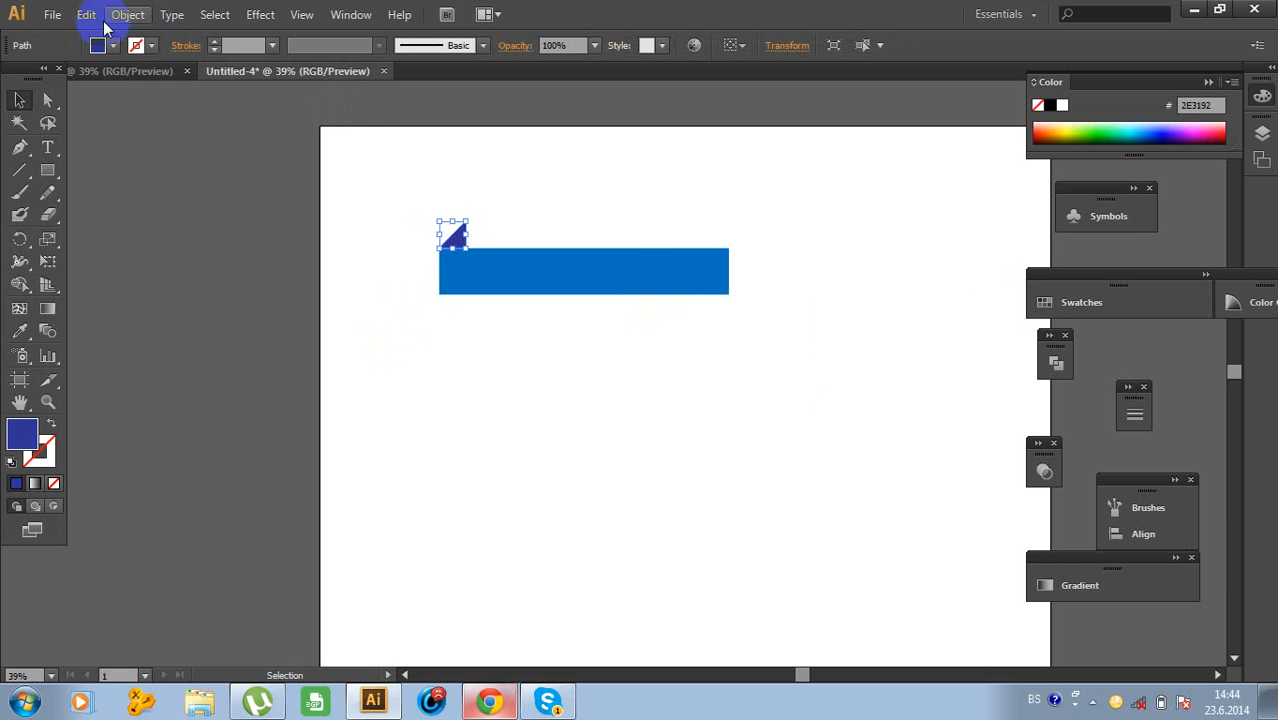 Ai File Edit Object Type Select Effect View Window Help Br Essentials
Path Stroke: Basic Opacity: 100% Style: Transform
@ 39% (RGB/Preview) × Untitled-4* @ 39% (RGB/Preview) ×
Color
# 2E3192
Symbols
Swatches Color
Brushes
Align
Gradient
39% 1 Selection
Ai BS 14:44
23.6.2014